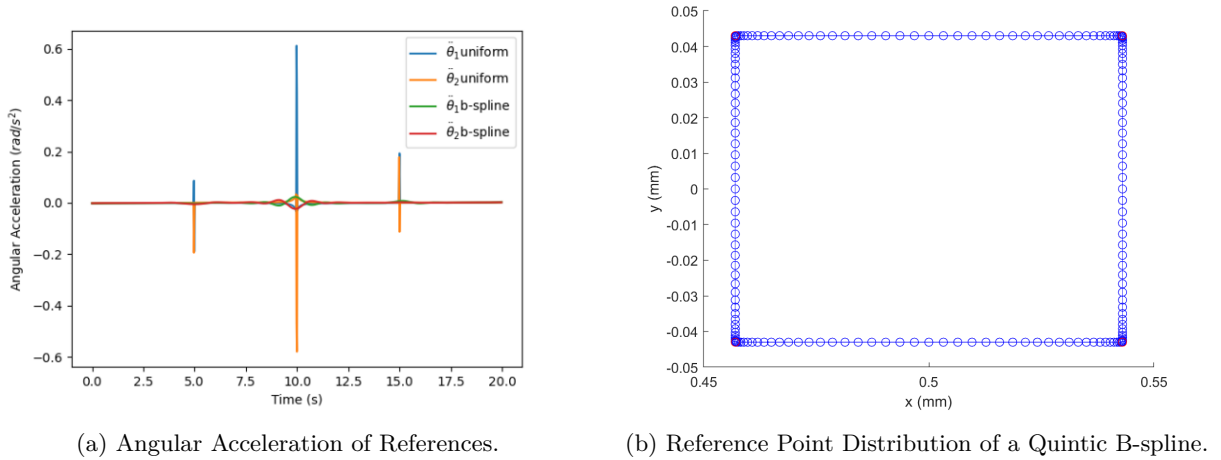 0.6
0.4
0.2
0.0
−0.2
−0.4
−0.6
Angular Acceleration (rad/s²)
θ̈₁uniform
θ̈₂uniform
θ̈₁b-spline
θ̈₂b-spline
0.0 2.5 5.0 7.5 10.0 12.5 15.0 17.5 20.0
Time (s)
(a) Angular Acceleration of References.
0.05
0.04
0.03
0.02
0.01
0
-0.01
-0.02
-0.03
-0.04
-0.05
y (mm)
0.45 0.5 0.55
x (mm)
(b) Reference Point Distribution of a Quintic B-spline.